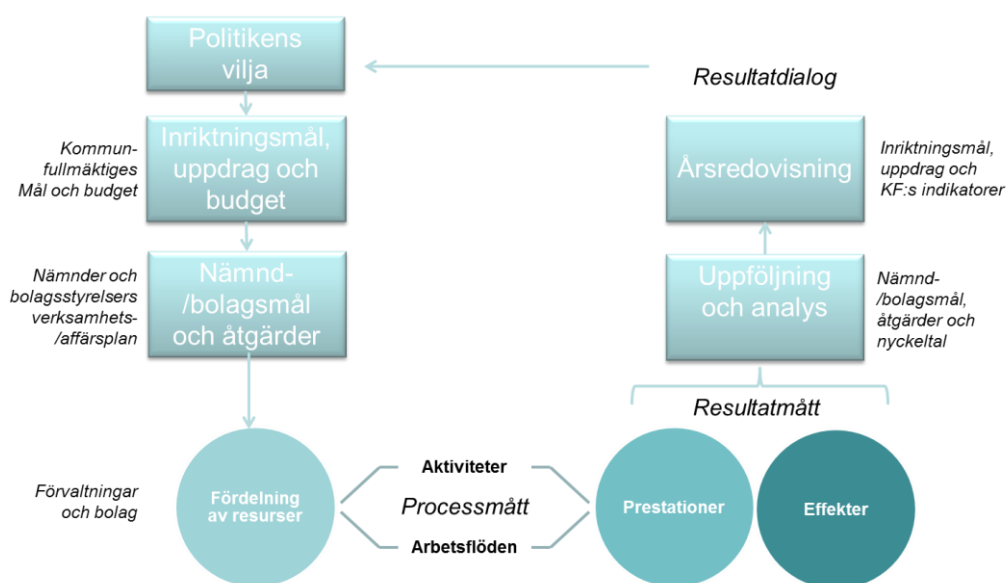 Politikens
vilja
Resultatdialog
Kommun-
fullmäktiges
Mål och budget
Inriktningsmål,
uppdrag och
budget
Årsredovisning
Inriktningsmål,
uppdrag och
KF:s indikatorer
Nämnder och
bolagsstyrelsers
verksamhets-
/affärsplan
Nämnd-
/bolagsmål
och åtgärder
Uppföljning
och analys
Nämnd-
/bolagsmål,
åtgärder och
nyckeltal
Resultatmått
Förvaltningar
och bolag
Fördelning
av resurser
Aktiviteter
Processmått
Arbetsflöden
Prestationer
Effekter